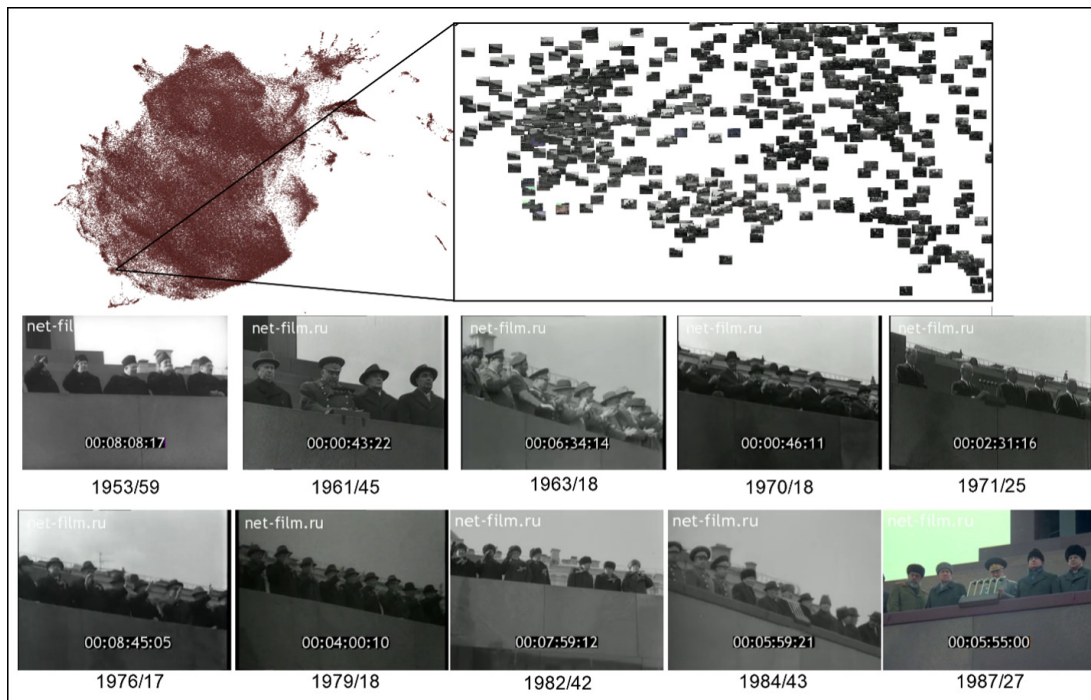 net-fil
net-film.ru
net-film.ru
net-film.ru
net-film.ru
00:08:08:17
00:00:43:22
00:06:34:14
00:00:46:11
00:02:31:16
1953/59
1961/45
1963/18
1970/18
1971/25
net-film.ru
net-film.ru
net-film.ru
net-film.ru
net-film.ru
00:08:45:05
00:04:00:10
00:07:59:12
00:05:59:21
00:05:55:00
1976/17
1979/18
1982/42
1984/43
1987/27